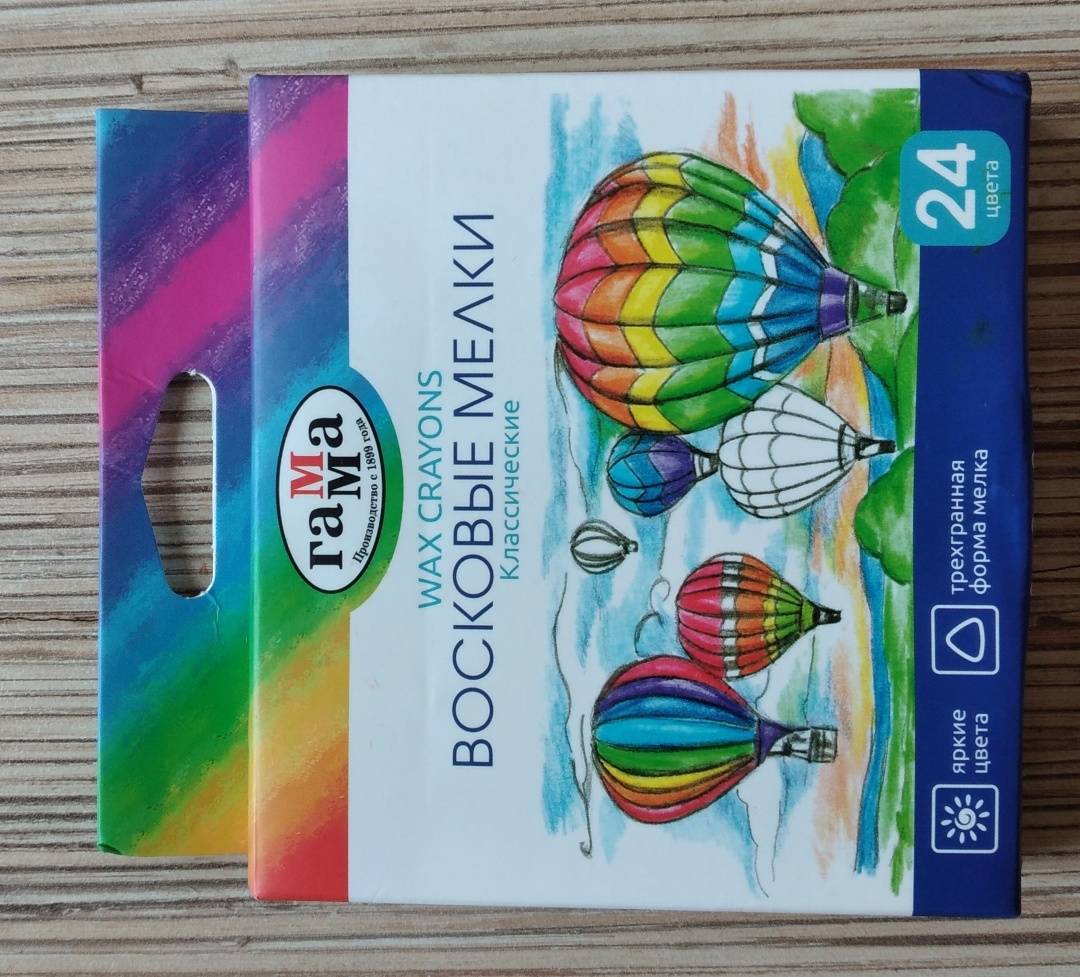 гамма
Производство с 1899 года
WAX CRAYONS
ВОСКОВЫЕ МЕЛКИ
Классические
24
цвета
яркие
цвета
трехгранная
форма мелка